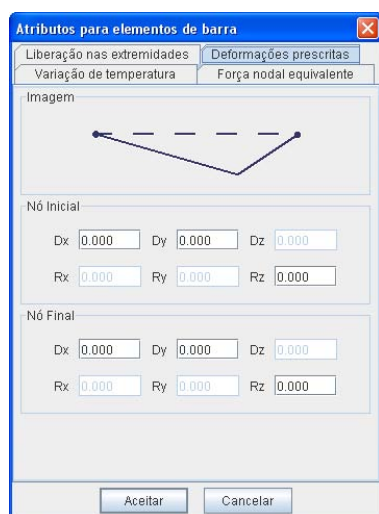 Atributos para elementos de barra
Liberação nas extremidades Deformações prescritas
Variação de temperatura Força nodal equivalente
Imagem
Nó Inicial
Dx 0.000 Dy 0.000 Dz 0.000
Rx 0.000 Ry 0.000 Rz 0.000
Nó Final
Dx 0.000 Dy 0.000 Dz 0.000
Rx 0.000 Ry 0.000 Rz 0.000
Aceitar Cancelar